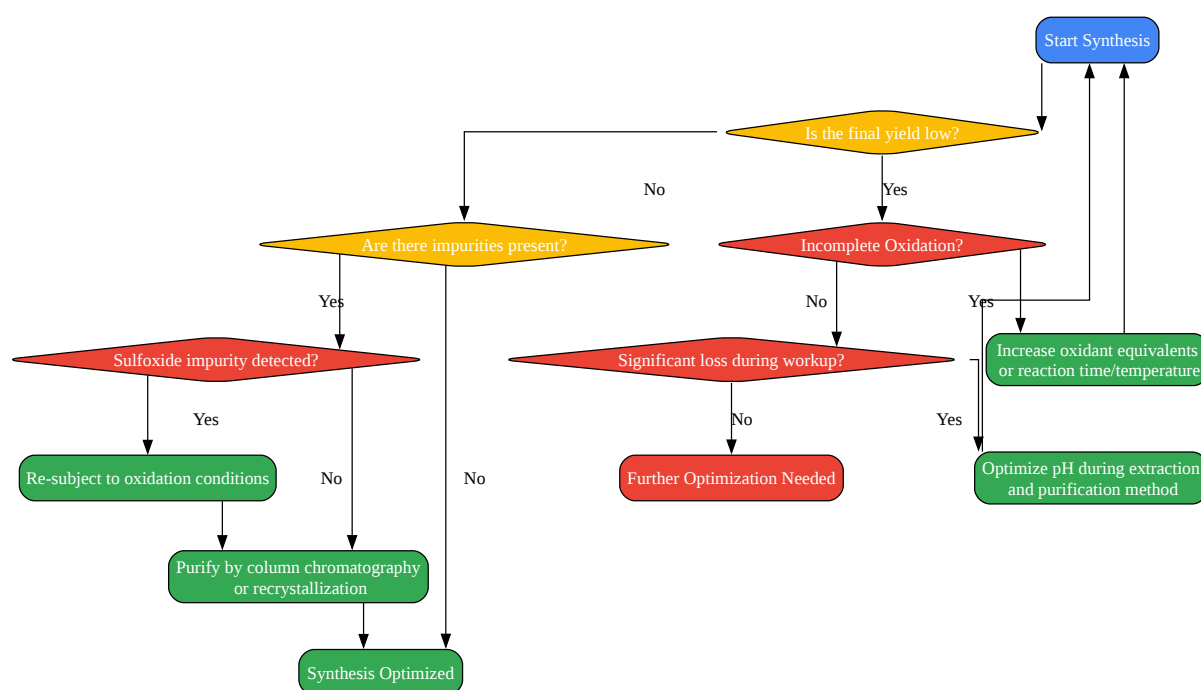 Start Synthesis
Is the final yield low?
No
Yes
Are there impurities present?
Incomplete Oxidation?
Yes
No
Yes
Sulfoxide impurity detected?
Significant loss during workup?
Increase oxidant equivalents
or reaction time/temperature
Yes
No
Yes
Re-subject to oxidation conditions
No
No
Further Optimization Needed
Optimize pH during extraction
and purification method
Purify by column chromatography
or recrystallization
Synthesis Optimized